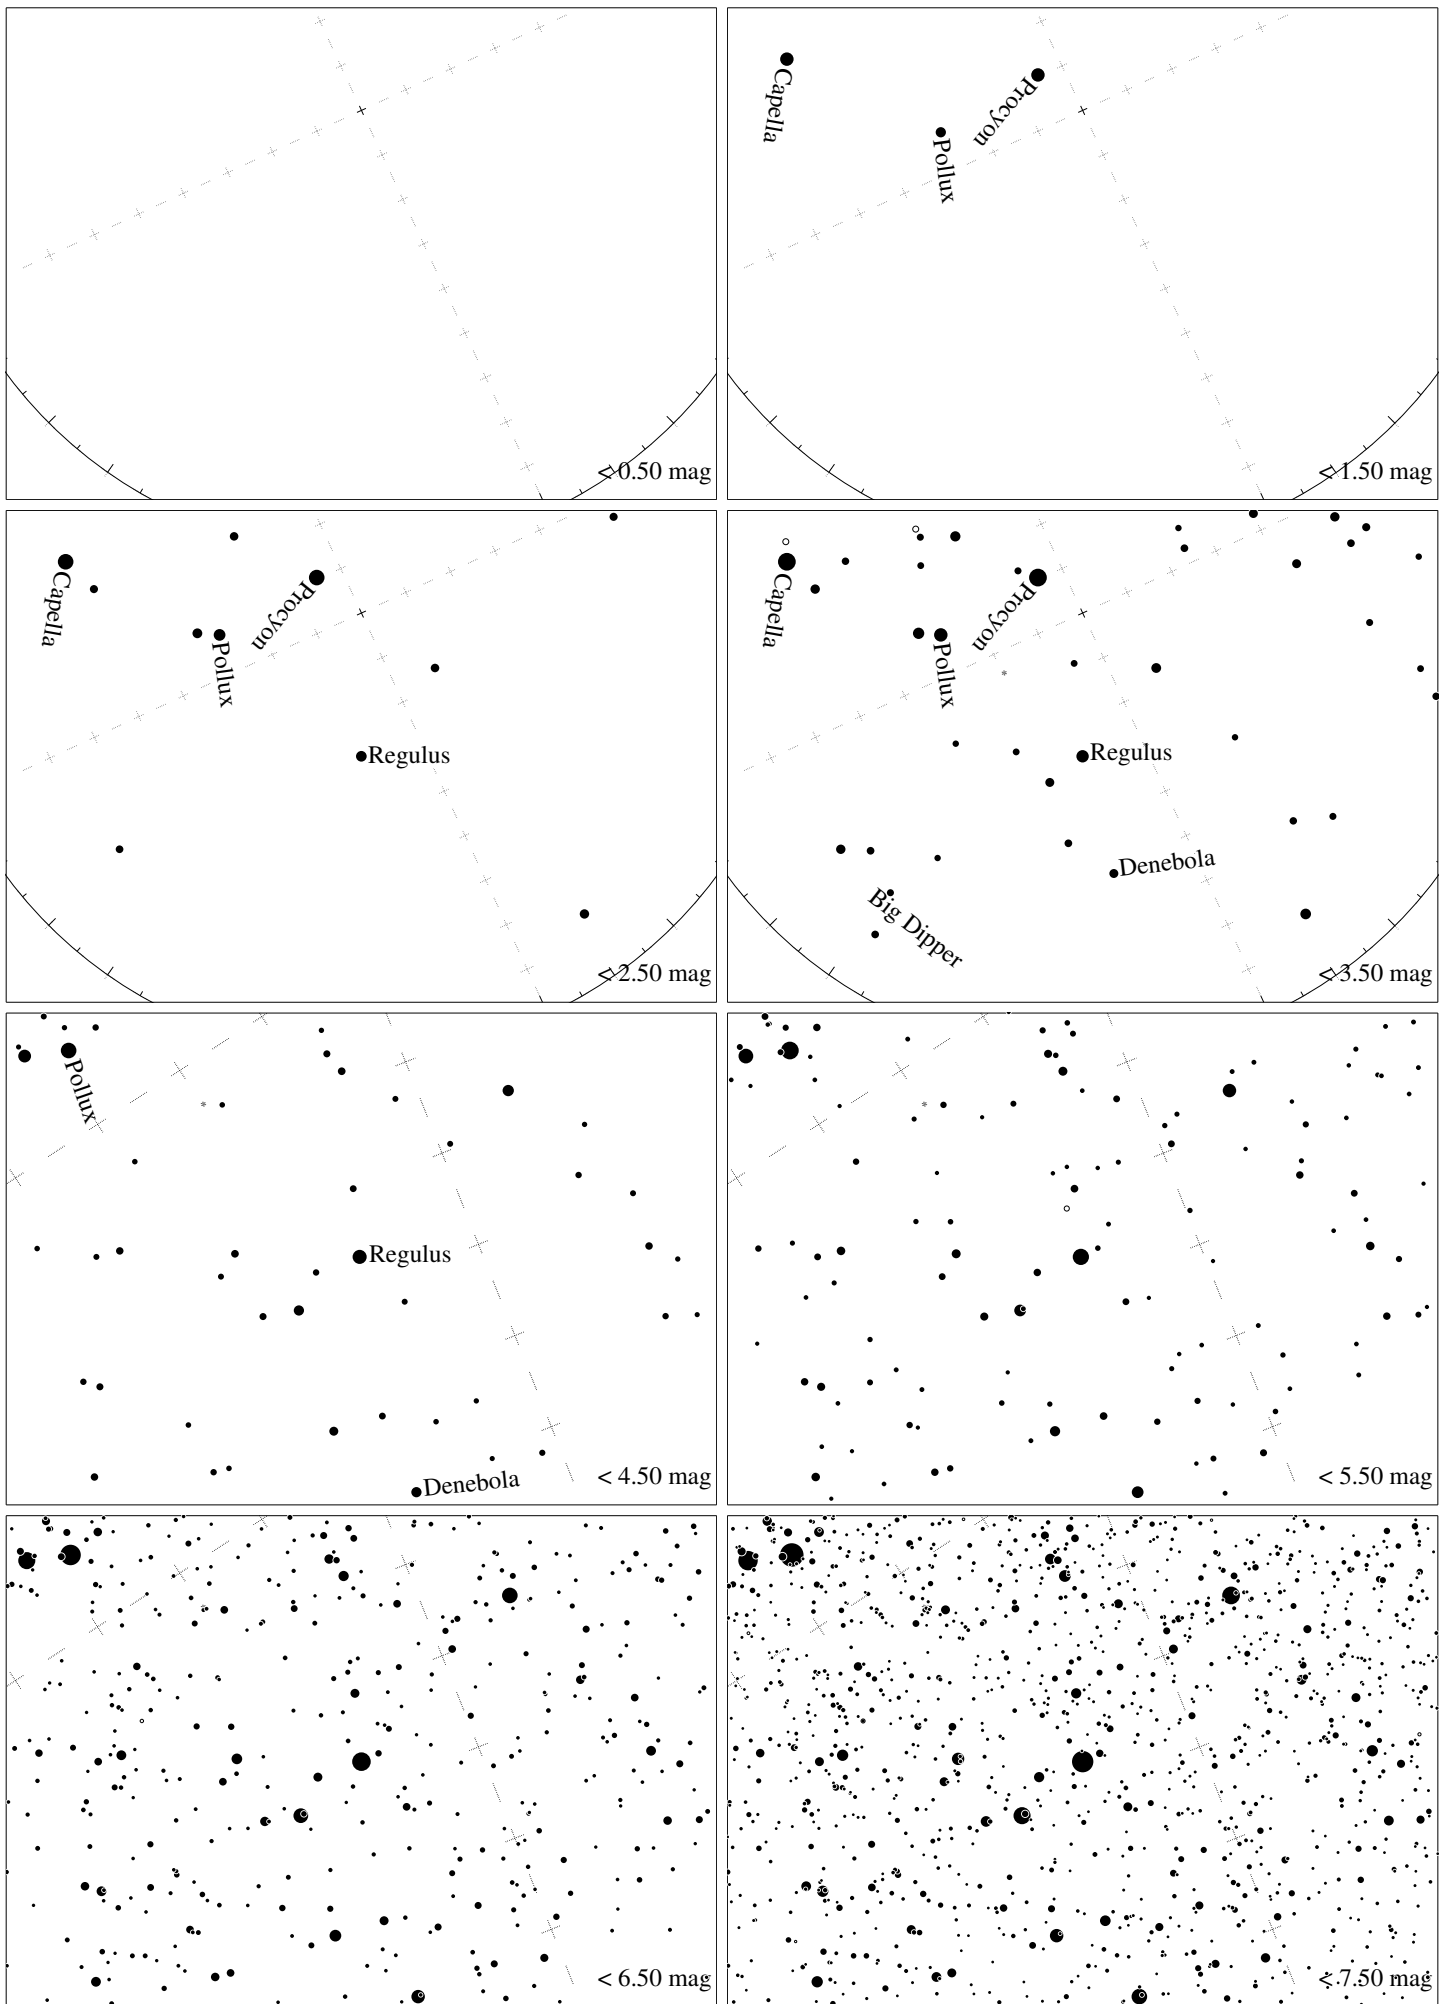 < 0.50 mag
Capella
Procyon
Pollux
< 1.50 mag
Capella
Procyon
Pollux
Regulus
< 2.50 mag
Capella
Procyon
Pollux
Regulus
Denebola
Big Dipper
< 3.50 mag
Pollux
Regulus
Denebola
< 4.50 mag
< 5.50 mag
< 6.50 mag
< 7.50 mag